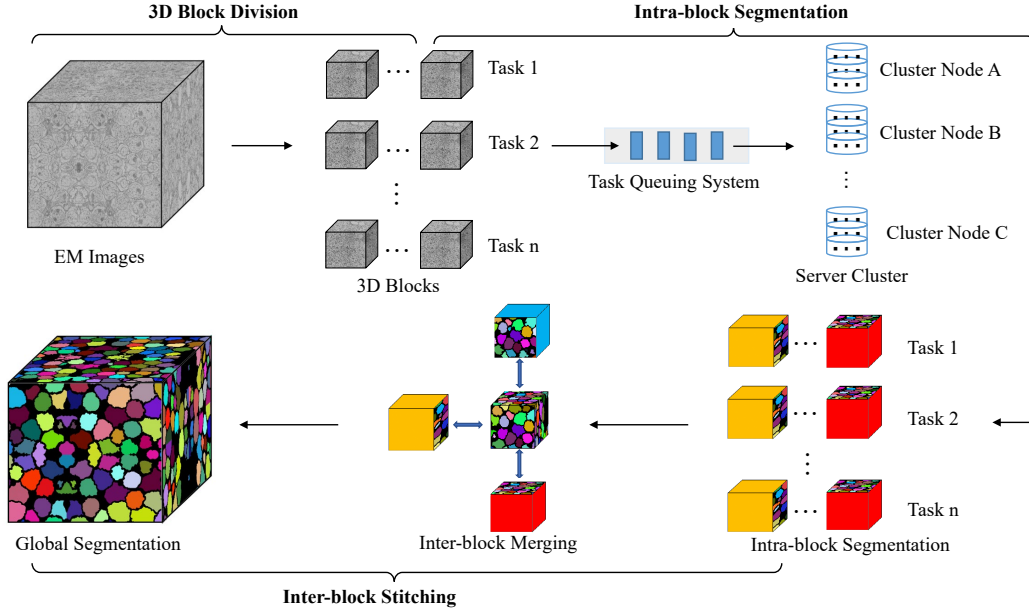 3D Block Division
Intra-block Segmentation
Task 1
Cluster Node A
Task 2
Cluster Node B
Task Queuing System
Task n
Cluster Node C
EM Images
3D Blocks
Server Cluster
Task 1
Task 2
Task n
Global Segmentation
Inter-block Merging
Intra-block Segmentation
Inter-block Stitching